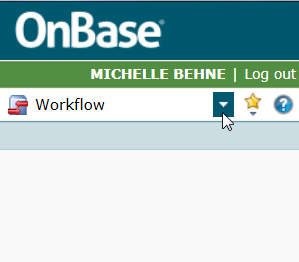 OnBase®
MICHELLE BEHNE | Log out
Workflow
?